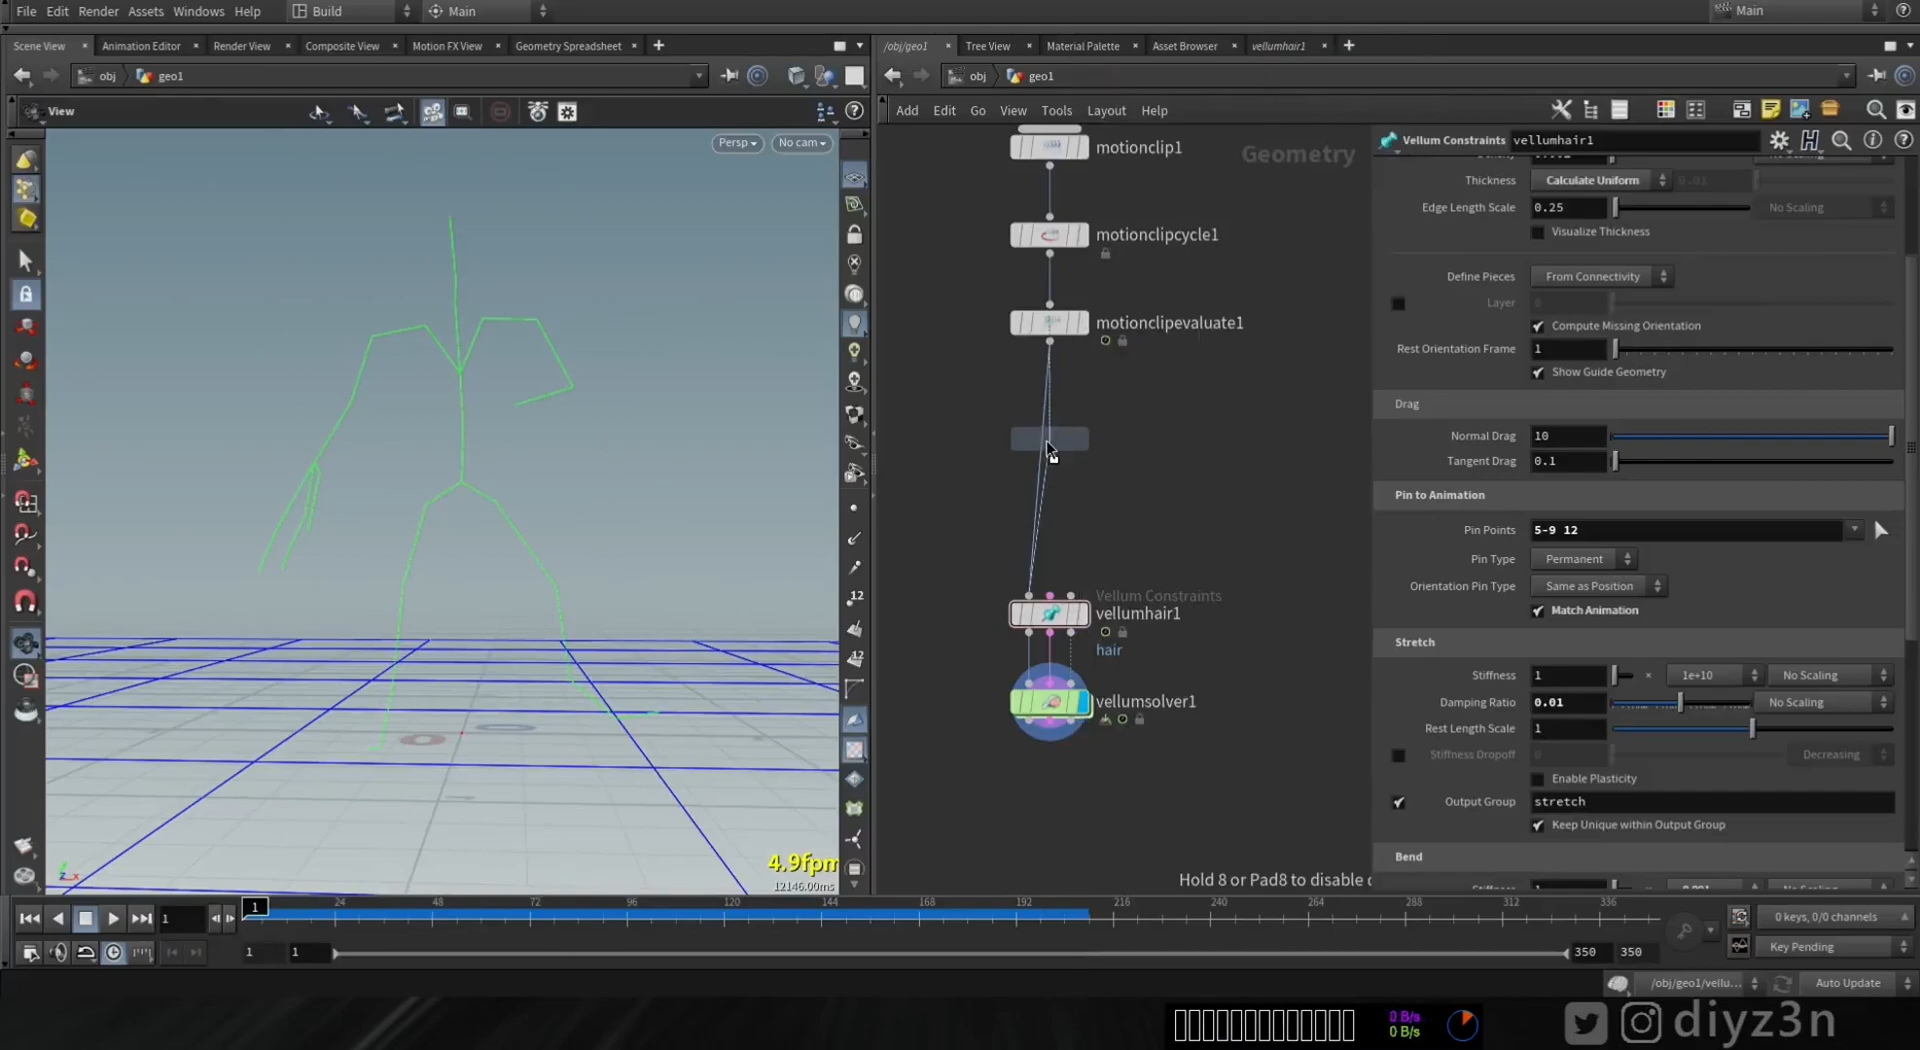 File Edit Render Assets Windows Help Build Main Main
Scene View Animation Editor Render View Composite View Motion FX View Geometry Spreadsheet
obj geo1
View
Persp No cam
4.9fpm
12146.00ms
/obj/geo1 Tree View Material Palette Asset Browser vellumhair1
obj geo1
Add Edit Go View Tools Layout Help
Geometry
motionclip1
motionclipcycle1
motionclipevaluate1
Vellum Constraints
vellumhair1
hair
vellumsolver1
Hold 8 or Pad8 to disable
Vellum Constraints vellumhair1
Thickness Calculate Uniform 0.01
Edge Length Scale 0.25 No Scaling
Visualize Thickness
Define Pieces From Connectivity
Layer 0
Compute Missing Orientation
Rest Orientation Frame 1
Show Guide Geometry
Drag
Normal Drag 10
Tangent Drag 0.1
Pin to Animation
Pin Points 5-9 12
Pin Type Permanent
Orientation Pin Type Same as Position
Match Animation
Stretch
Stiffness 1 × 1e+10 No Scaling
Damping Ratio 0.01 No Scaling
Rest Length Scale 1
Stiffness Dropoff 0 Decreasing
Enable Plasticity
Output Group stretch
Keep Unique within Output Group
Bend
12
12
1 1 24 48 72 96 120 144 168 192 216 240 264 288 312 336
0 keys, 0/0 channels
1 1 350 350 Key Pending
/obj/geo1/vellu... Auto Update
0 B/s
0 B/s
diyz3n